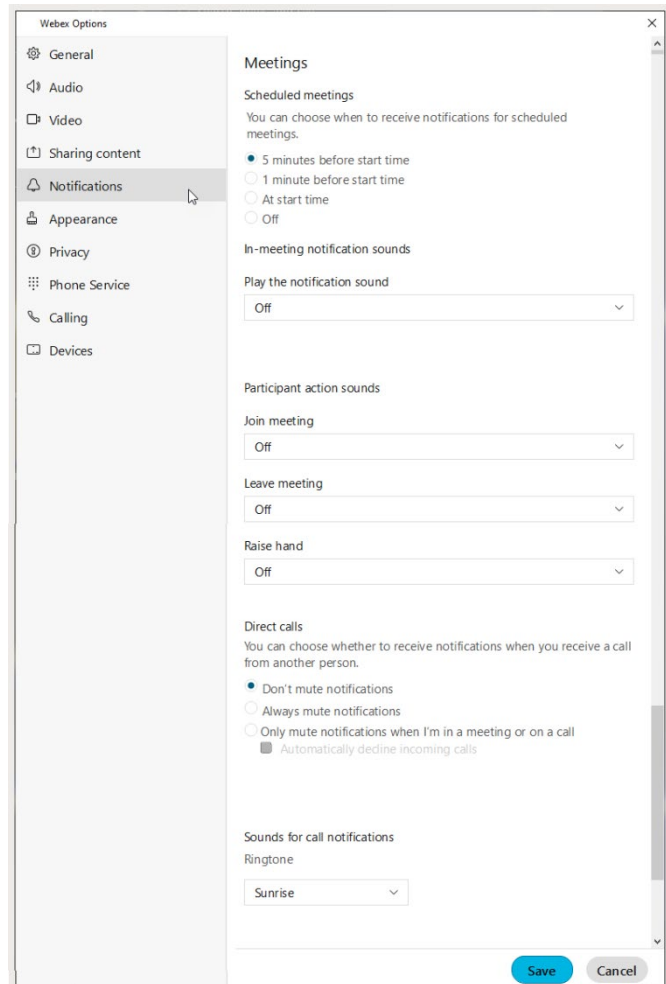 Webex Options
General
Audio
Video
Sharing content
Notifications
Appearance
Privacy
Phone Service
Calling
Devices
Meetings
Scheduled meetings
You can choose when to receive notifications for scheduled
meetings.
5 minutes before start time
1 minute before start time
At start time
Off
In-meeting notification sounds
Play the notification sound
Off
Participant action sounds
Join meeting
Off
Leave meeting
Off
Raise hand
Off
Direct calls
You can choose whether to receive notifications when you receive a call
from another person.
Don't mute notifications
Always mute notifications
Only mute notifications when I'm in a meeting or on a call
Automatically decline incoming calls
Sounds for call notifications
Ringtone
Sunrise
Save
Cancel